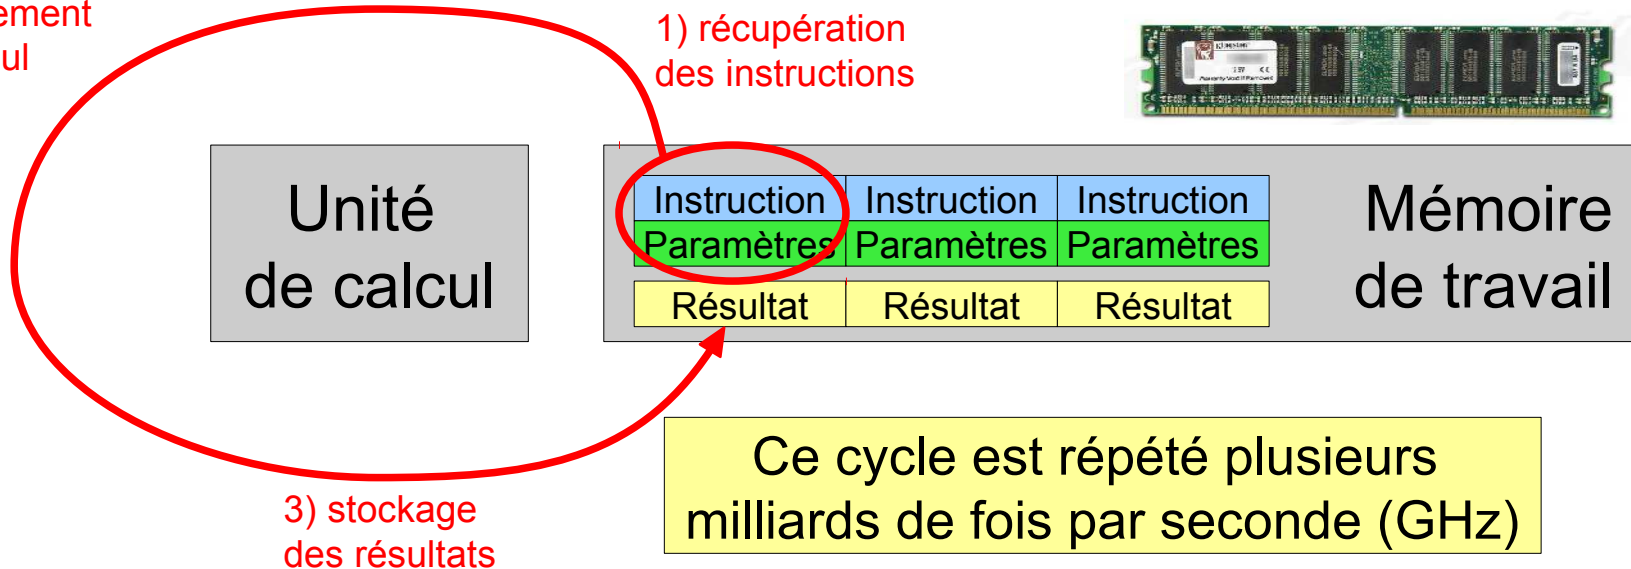 ement
ul
1) récupération
des instructions
Kingston
Unité
de calcul
Instruction Instruction Instruction
Paramètres Paramètres Paramètres
Résultat Résultat Résultat
Mémoire
de travail
3) stockage
des résultats
Ce cycle est répété plusieurs
milliards de fois par seconde (GHz)